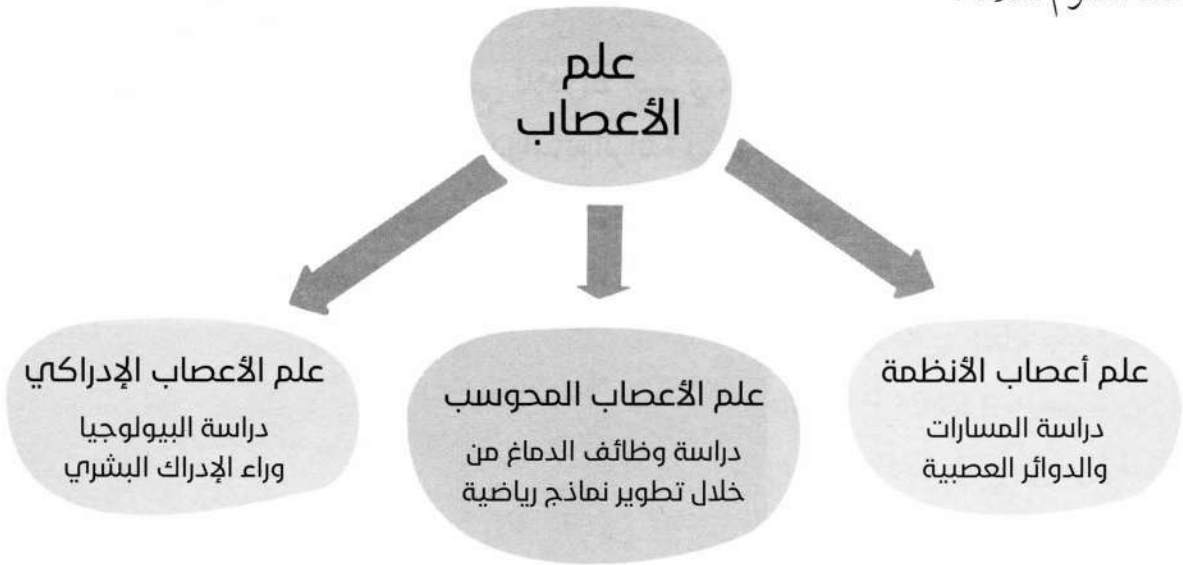 علم
الأعصاب
علم أعصاب الأنظمة
دراسة المسارات
والدوائر العصبية
علم الأعصاب المحوسب
دراسة وظائف الدماغ من
خلال تطوير نماذج رياضية
علم الأعصاب الإدراكي
دراسة البيولوجيا
وراء الإدراك البشري